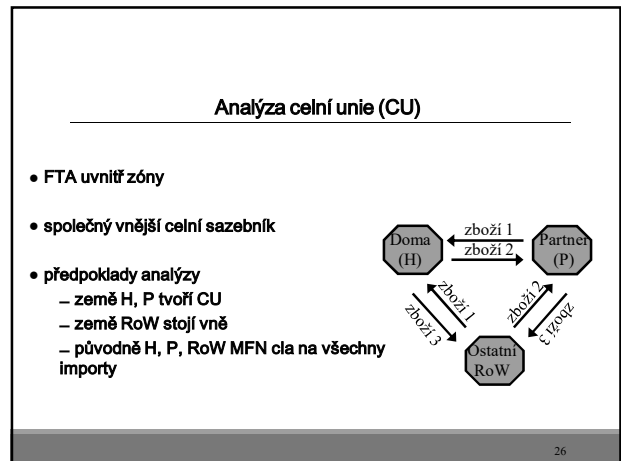 Analýza celní unie (CU)
● FTA uvnitř zóny
● společný vnější celní sazebník
● předpoklady analýzy
– země H, P tvoří CU
– země RoW stojí vně
– původně H, P, RoW MFN cla na všechny
importy
Doma
(H)
zboží 1
zboží 2
Partner
(P)
zboží 1
zboží 3
zboží 2
zboží 3
Ostatní
RoW
26